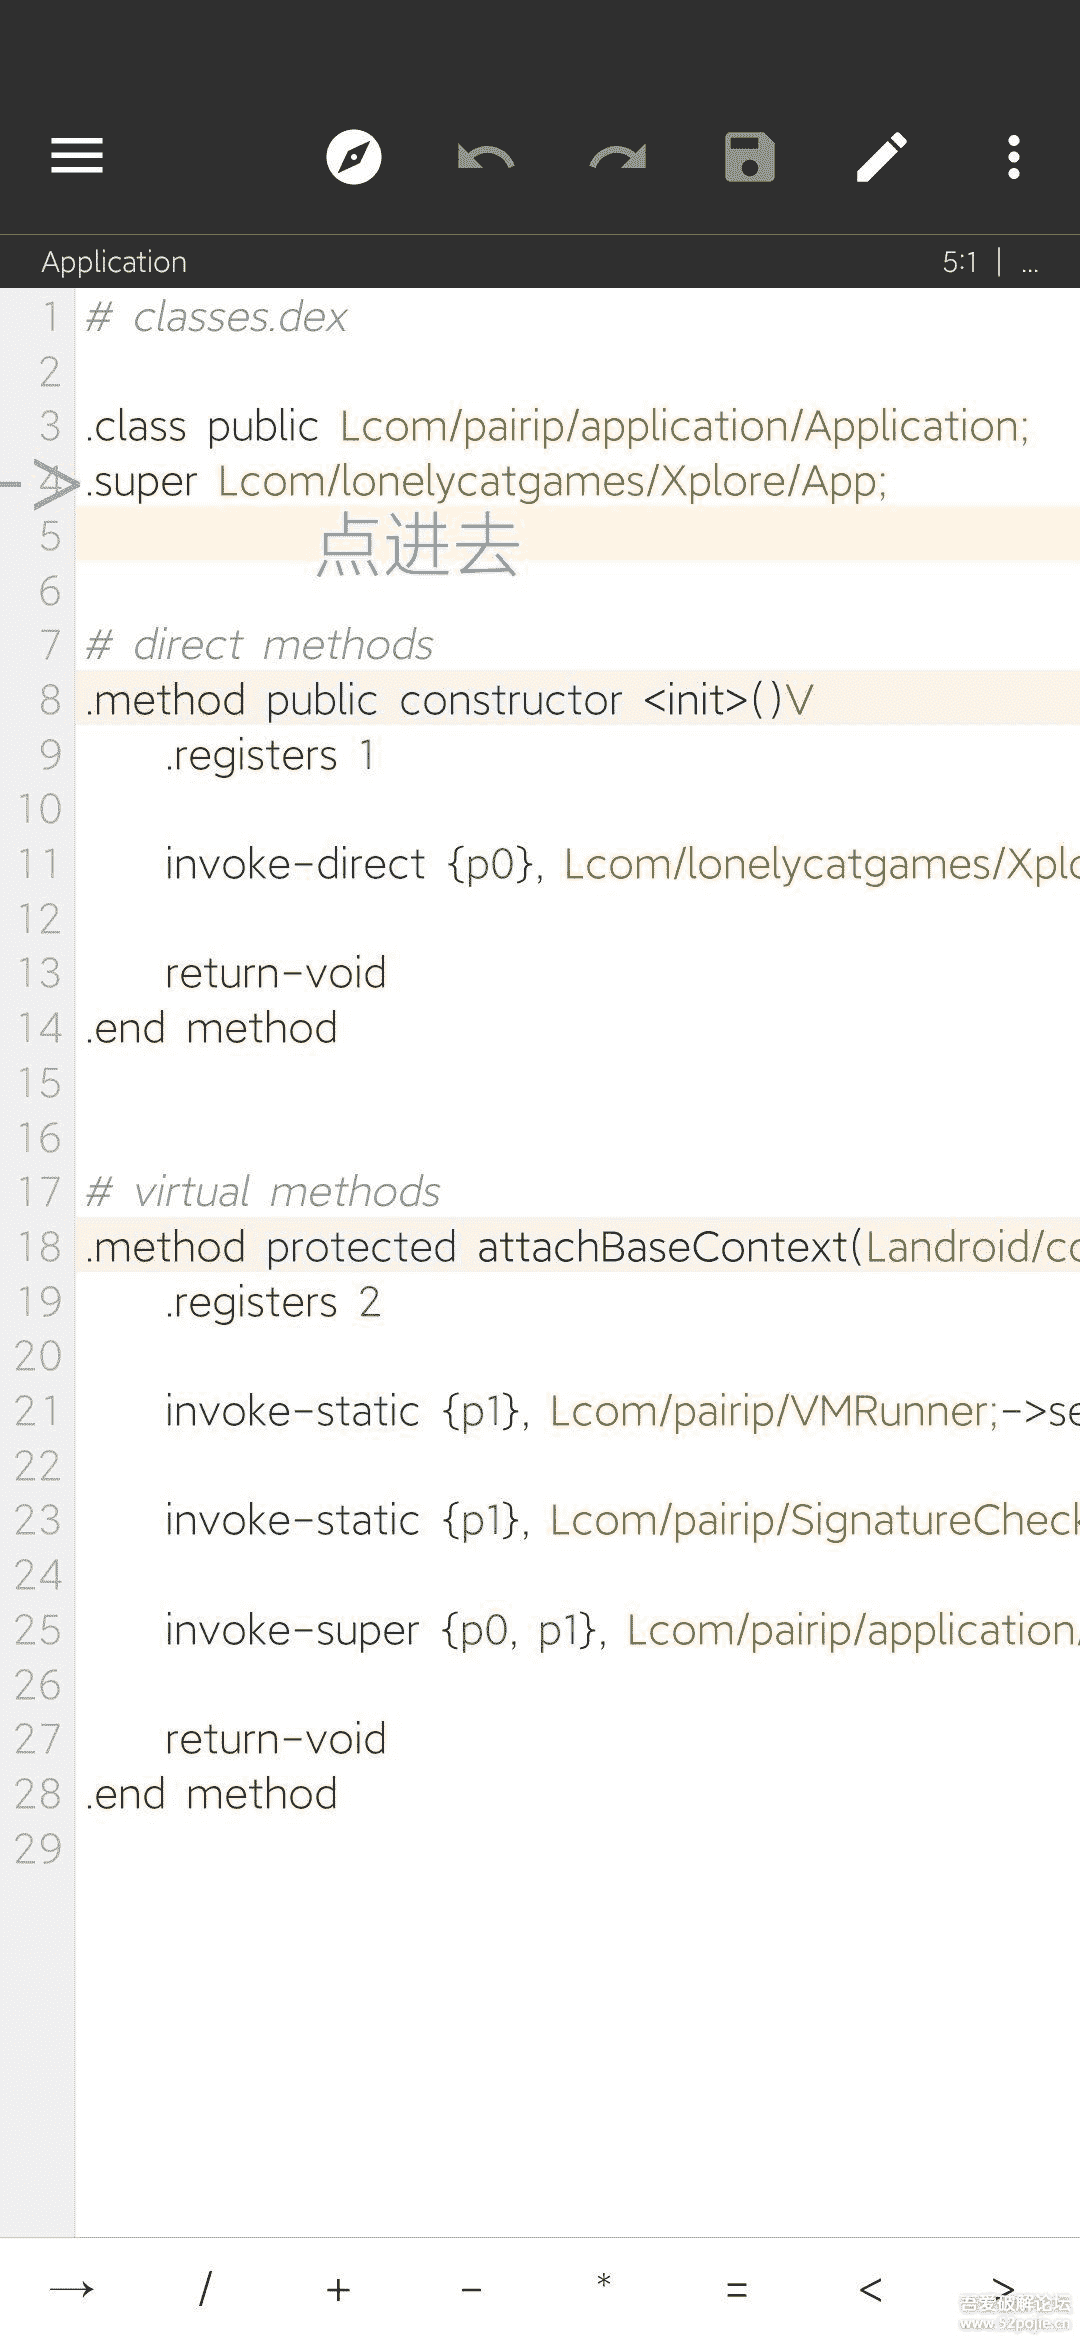 Application 5:1 | ...
1 # classes.dex
2
3 .class public Lcom/pairip/application/Application;
-> 4 .super Lcom/lonelycatgames/Xplore/App;
5 点进去
6
7 # direct methods
8 .method public constructor <init>()V
9 .registers 1
10
11 invoke-direct {p0}, Lcom/lonelycatgames/Xplo
12
13 return-void
14 .end method
15
16
17 # virtual methods
18 .method protected attachBaseContext(Landroid/co
19 .registers 2
20
21 invoke-static {p1}, Lcom/pairip/VMRunner;->se
22
23 invoke-static {p1}, Lcom/pairip/SignatureCheck
24
25 invoke-super {p0, p1}, Lcom/pairip/application/
26
27 return-void
28 .end method
29
→ / + - * = < >
吾爱破解论坛
www.52pojie.cn